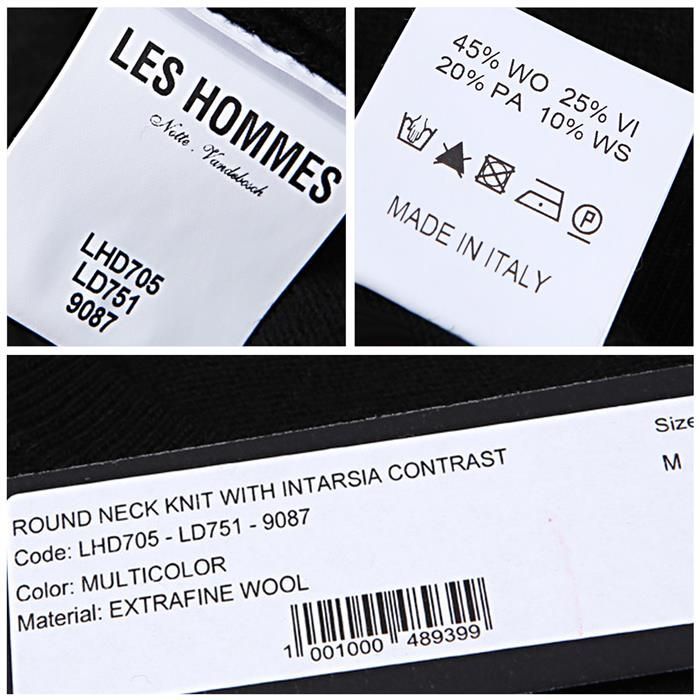 LES HOMMES
Notte . Vandebosch
LHD705
LD751
9087
45% WO 25% VI
20% PA 10% WS
P
MADE IN ITALY
Size
M
ROUND NECK KNIT WITH INTARSIA CONTRAST
Code: LHD705 - LD751 - 9087
Color: MULTICOLOR
Material: EXTRAFINE WOOL
1 001000 489399